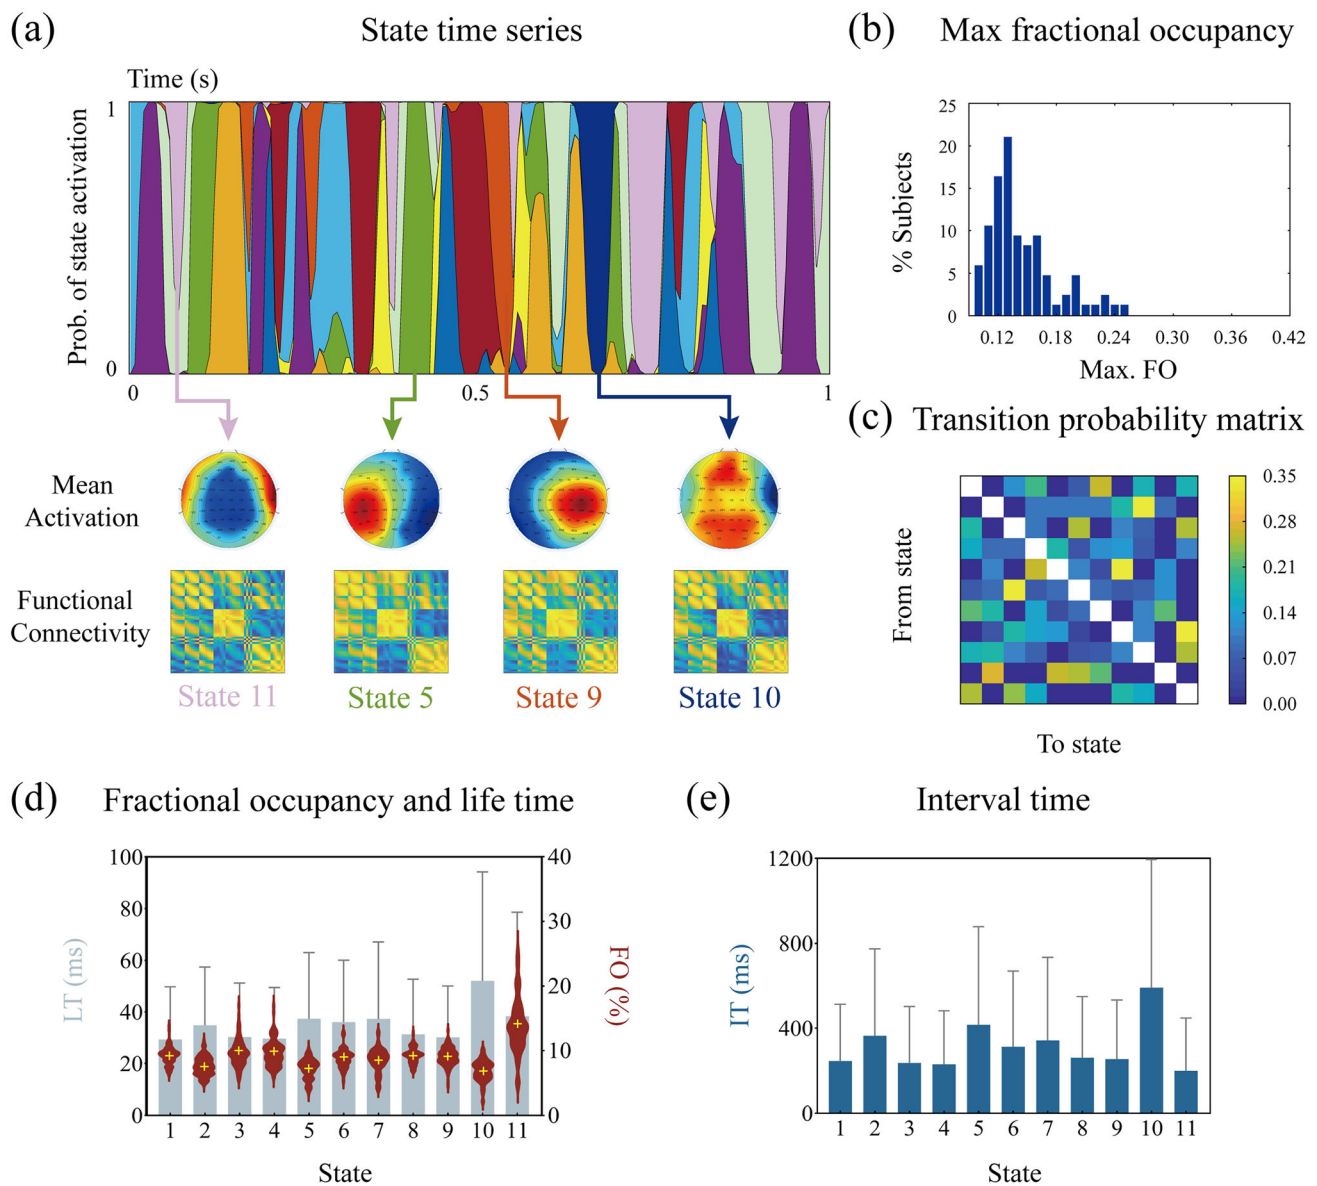 (a) State time series
Time (s)
Prob. of state activation
1
0
0 0.5 1
Mean
Activation
Functional
Connectivity
State 11 State 5 State 9 State 10
(b) Max fractional occupancy
% Subjects
25
20
15
10
5
0
0.12 0.18 0.24 0.30 0.36 0.42
Max. FO
(c) Transition probability matrix
From state
0.35
0.28
0.21
0.14
0.07
0.00
To state
(d) Fractional occupancy and life time
LT (ms)
100
80
60
40
20
0
40
30
20
10
0
FO (%)
1 2 3 4 5 6 7 8 9 10 11
State
(e) Interval time
IT (ms)
1200
800
400
0
1 2 3 4 5 6 7 8 9 10 11
State